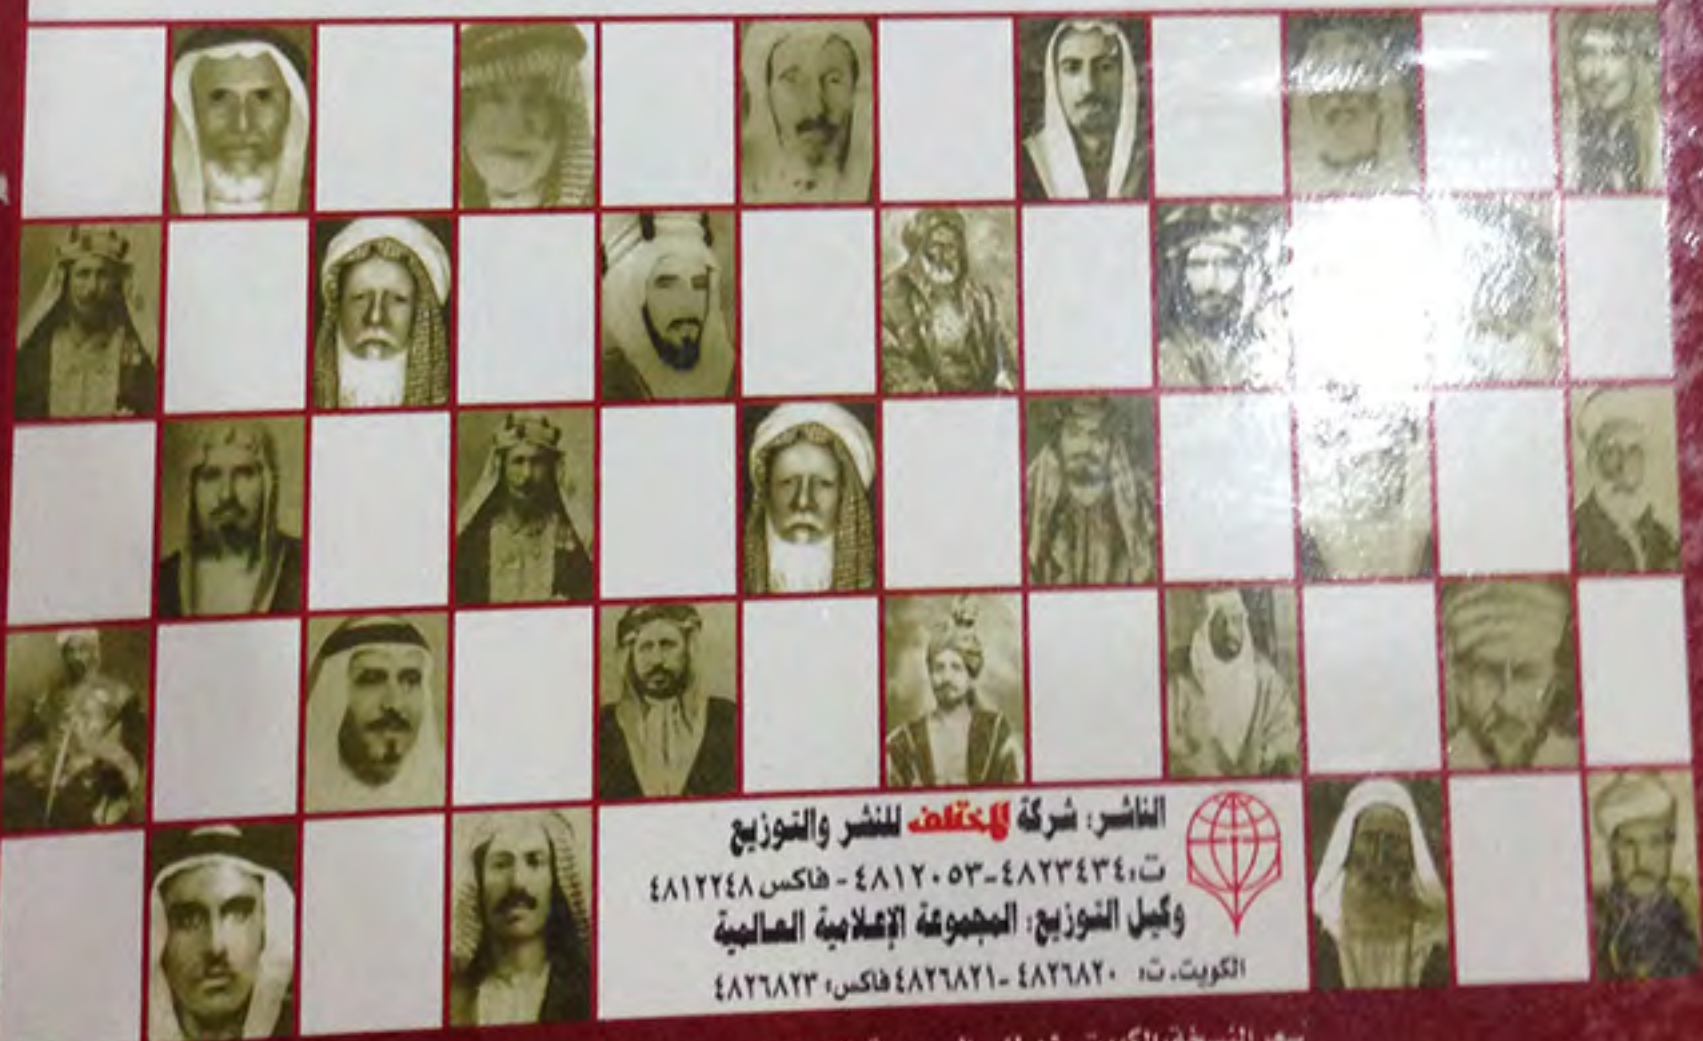 الناشر: شركة المختلف للنشر والتوزيع
ت: ٤٨٢٣٤٣٤-٤٨١٢٠٥٣ - فاكس ٤٨١٢٢٤٨
وكيل التوزيع: المجموعة الإعلامية العالمية
الكويت. ت: ٤٨٢٦٨٢٠ -٤٨٢٦٨٢١ فاكس: ٤٨٢٦٨٢٣